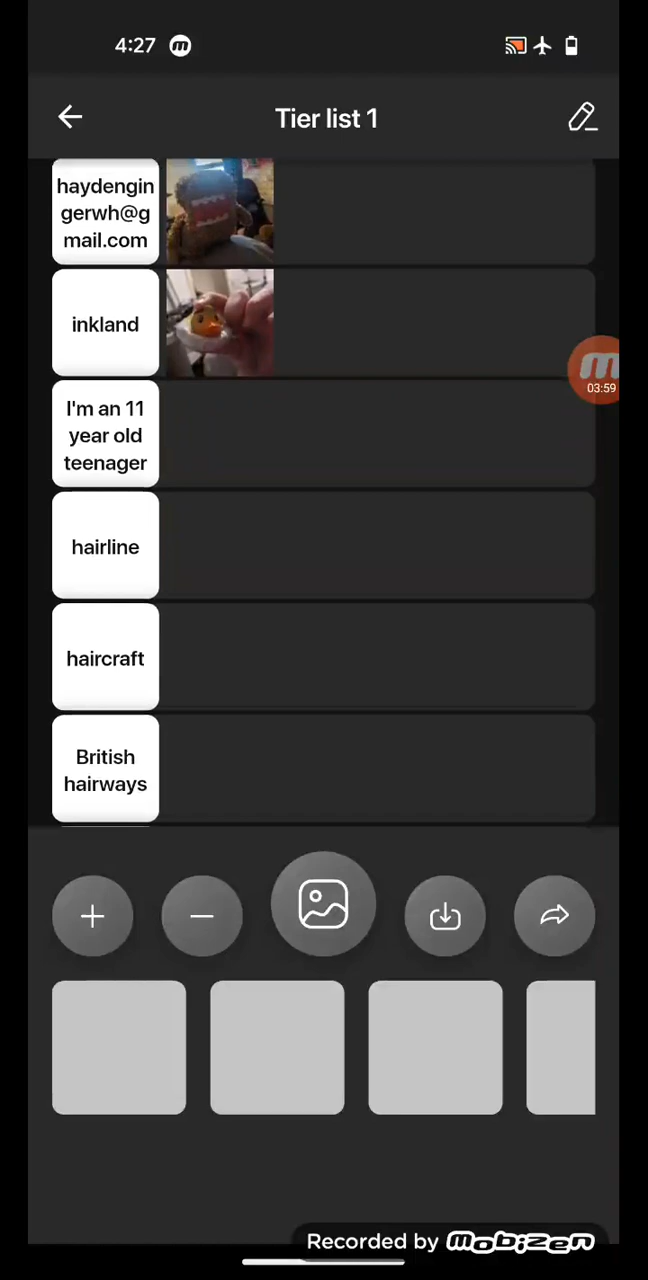 4:27
Tier list 1
haydengin
gerwh@g
mail.com
inkland
03:59
I'm an 11
year old
teenager
hairline
haircraft
British
hairways
Recorded by mobizen